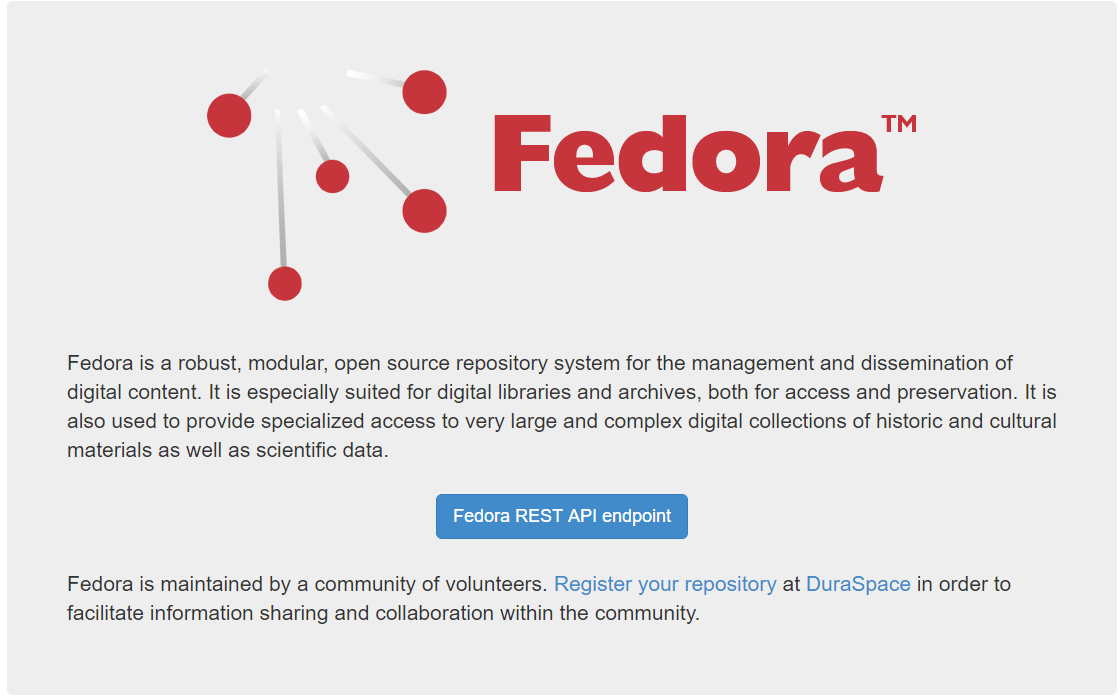 Fedora™
Fedora is a robust, modular, open source repository system for the management and dissemination of
digital content. It is especially suited for digital libraries and archives, both for access and preservation. It is
also used to provide specialized access to very large and complex digital collections of historic and cultural
materials as well as scientific data.
Fedora REST API endpoint
Fedora is maintained by a community of volunteers. Register your repository at DuraSpace in order to
facilitate information sharing and collaboration within the community.